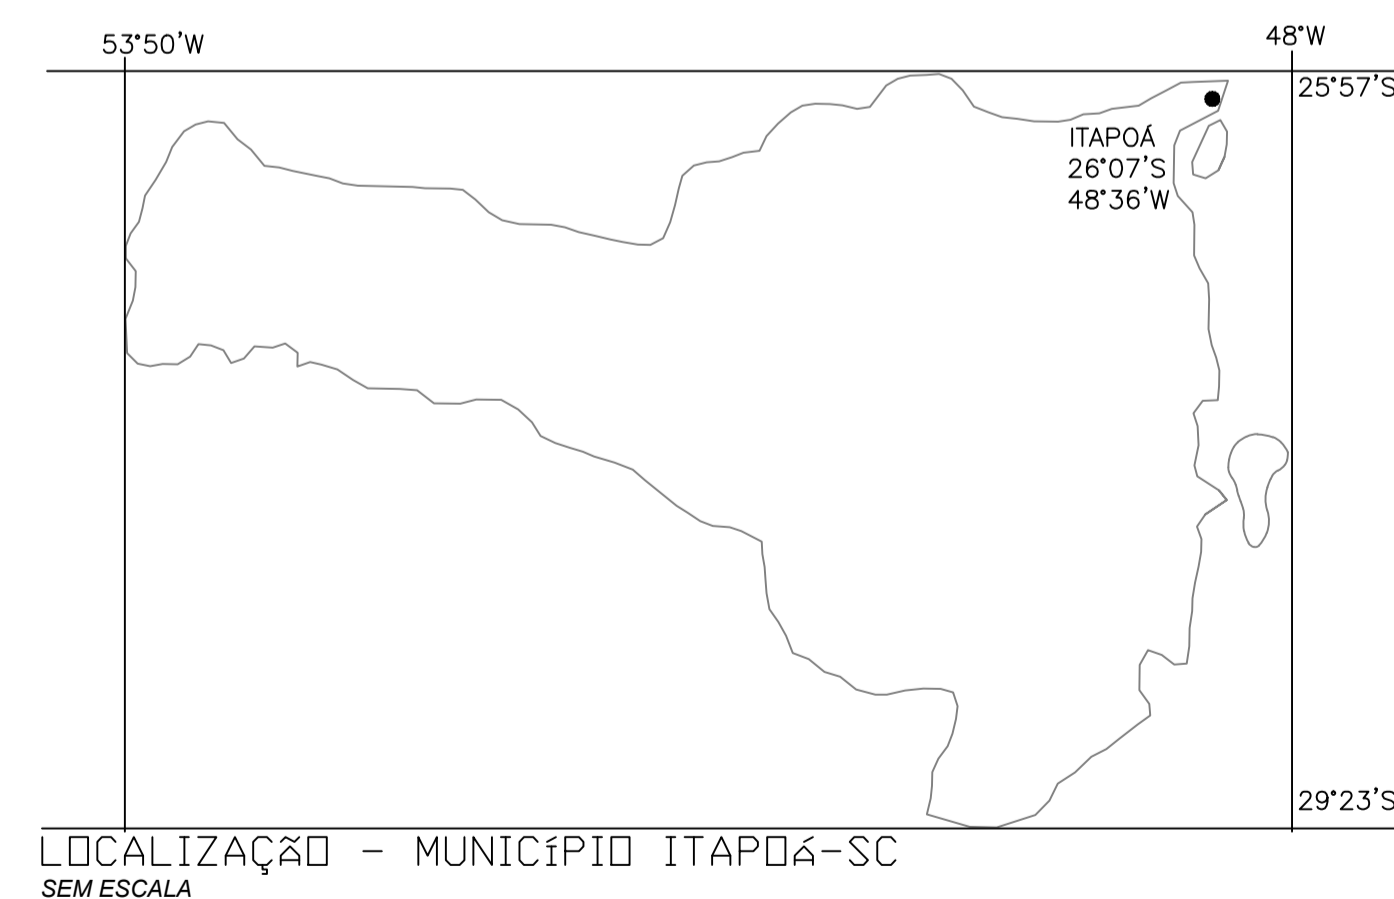 53°50'W
48°W
25°57'S
ITAPOÁ
26°07'S
48°36'W
29°23'S
LOCALIZAÇãO - MUNICíPIO ITAPOá-SC
SEM ESCALA